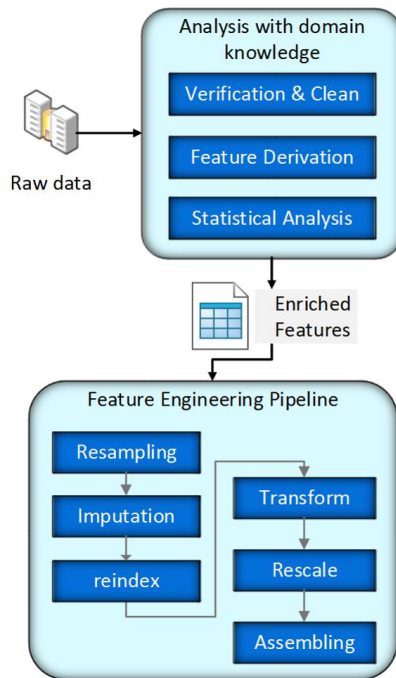 Analysis with domain
knowledge
Verification & Clean
Feature Derivation
Statistical Analysis
Raw data
Enriched
Features
Feature Engineering Pipeline
Resampling
Imputation
reindex
Transform
Rescale
Assembling